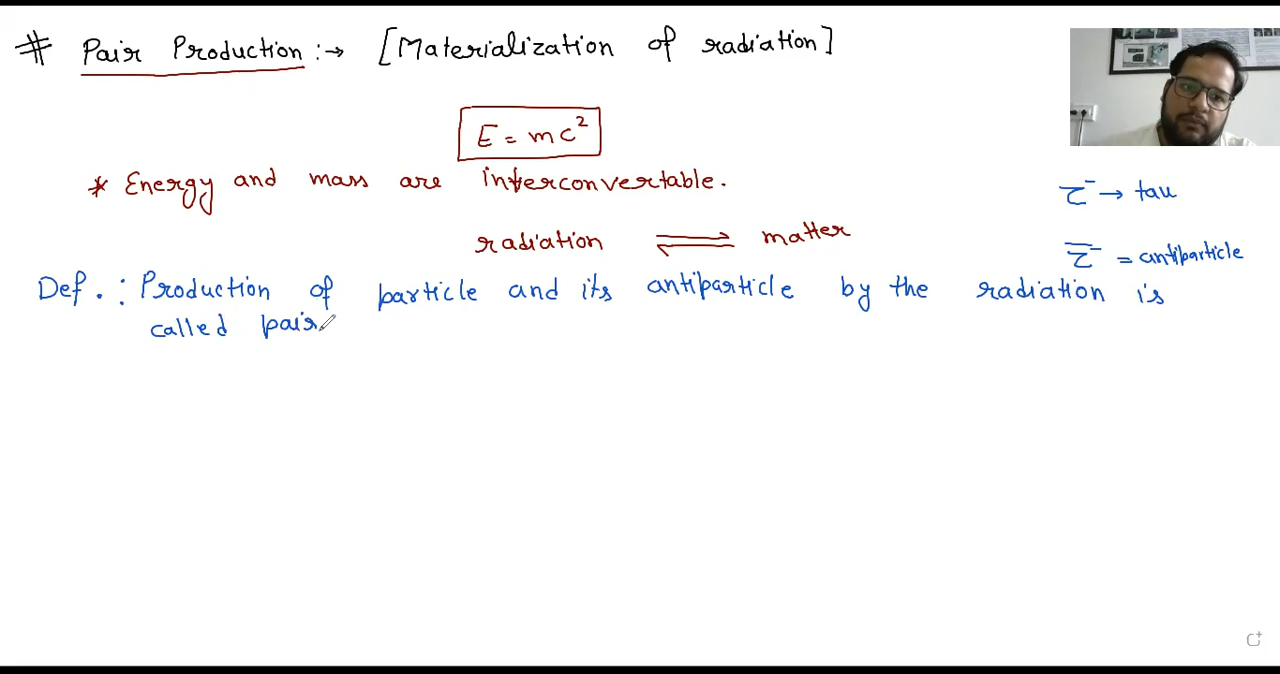 # Pair Production :→ [Materialization of radiation]
E = mc²
* Energy and mass are interconvertable.
τ⁻ → tau
radiation ⇌ matter
τ̅⁻ = antiparticle
Def. : Production of particle and its antiparticle by the radiation is
called pair